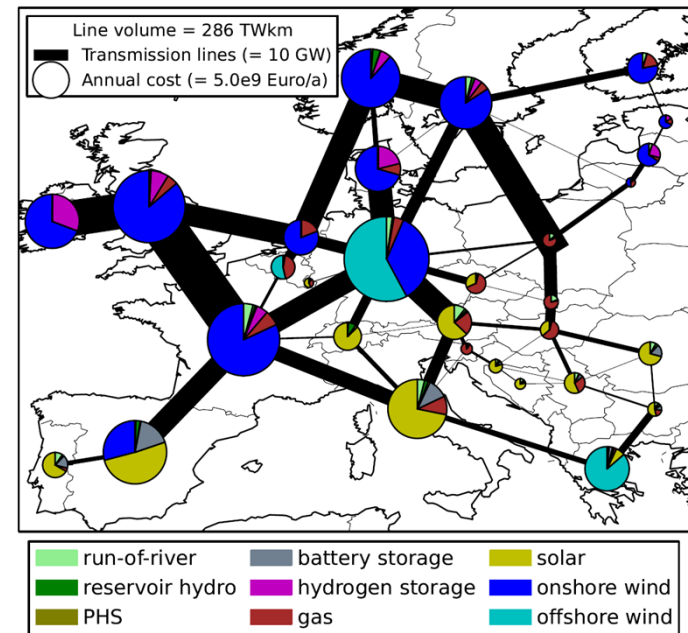 Line volume = 286 TWkm
Transmission lines (= 10 GW)
Annual cost (= 5.0e9 Euro/a)
run-of-river
battery storage
solar
reservoir hydro
hydrogen storage
onshore wind
PHS
gas
offshore wind